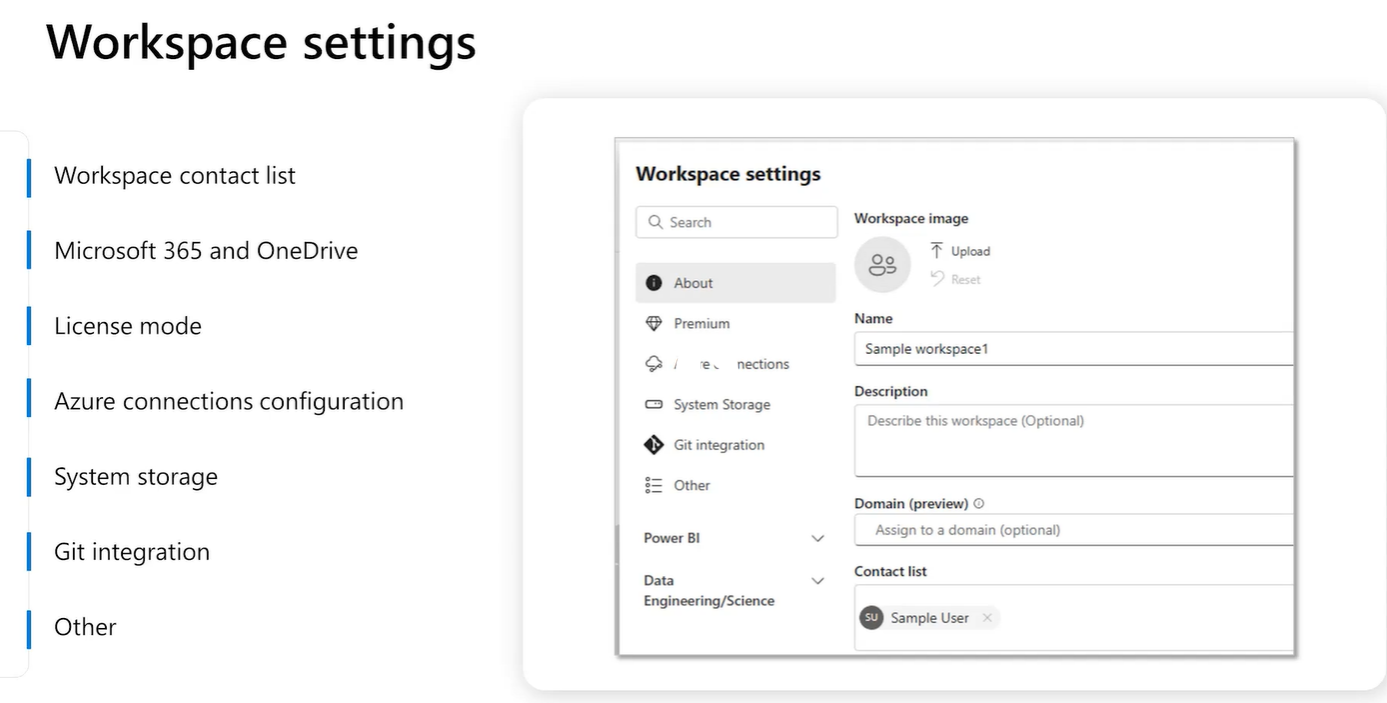 Workspace settings
Workspace contact list
Microsoft 365 and OneDrive
License mode
Azure connections configuration
System storage
Git integration
Other
Workspace settings
Search
About
Premium
nections
System Storage
Git integration
Other
Power BI
Data
Engineering/Science
Workspace image
Upload
Reset
Name
Sample workspace1
Description
Describe this workspace (Optional)
Domain (preview)
Assign to a domain (optional)
Contact list
SU Sample User